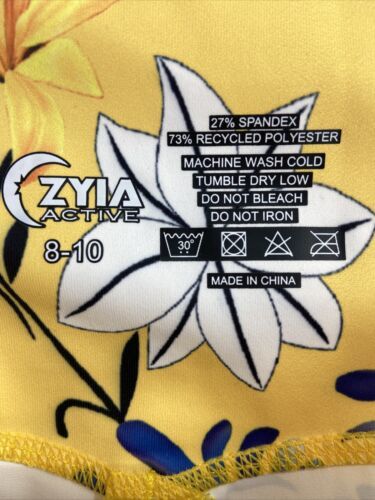 27% SPANDEX
73% RECYCLED POLYESTER
MACHINE WASH COLD
TUMBLE DRY LOW
DO NOT BLEACH
DO NOT IRON
ZYIA
ACTIVE
8-10
30°
MADE IN CHINA